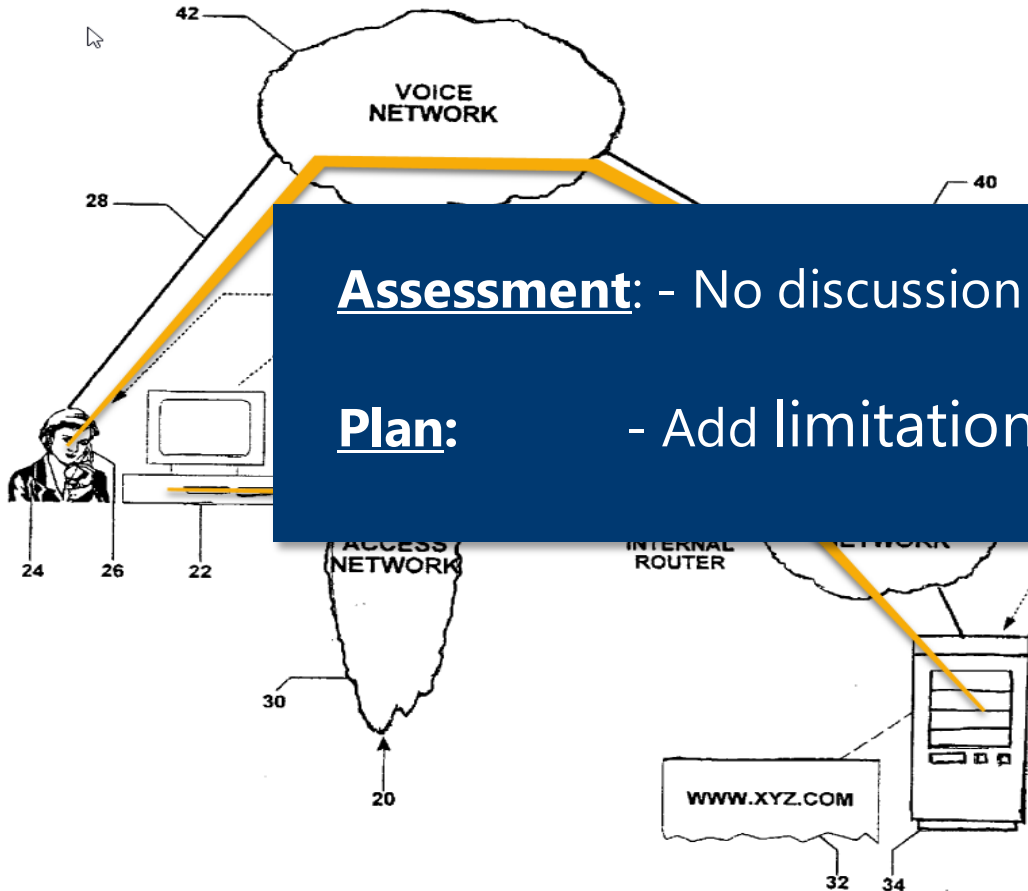 42
VOICE
NETWORK
28
40
Assessment: - No discussion
Plan: - Add limitation
ACCESS
NETWORK
INTERNAL
ROUTER
NETWORK
24
26
22
30
20
WWW.XYZ.COM
32
34